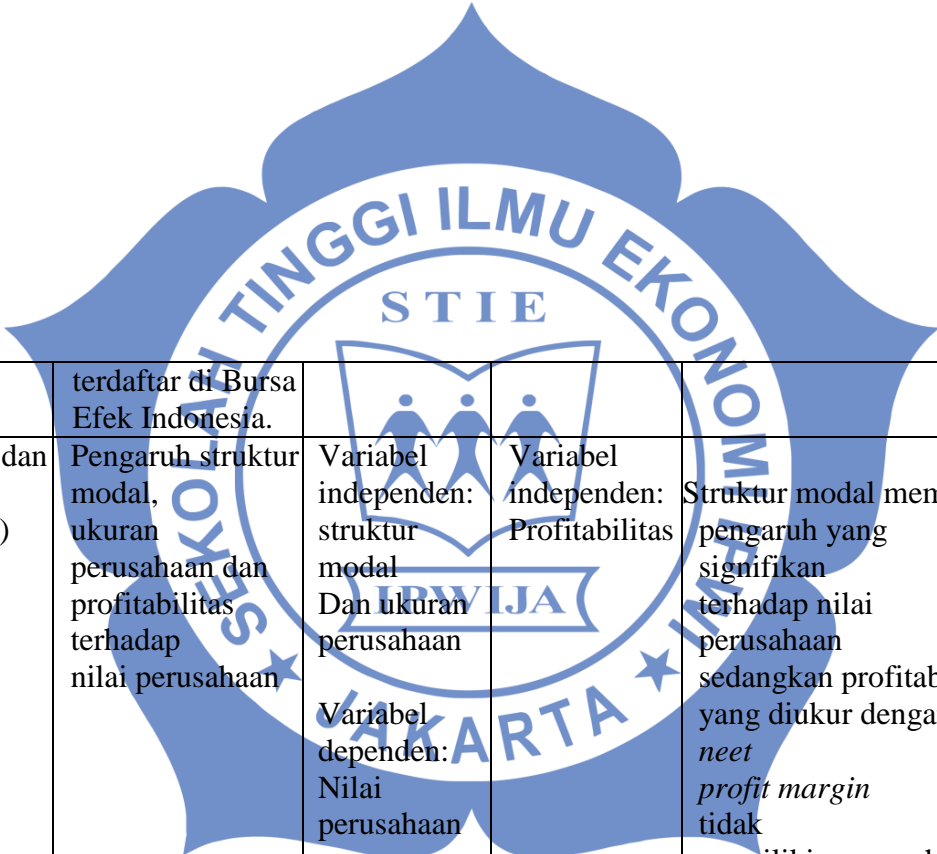 SEKOLAH TINGGI ILMU EKONOMI IPWI
STIE
IPWIJA
JAKARTA
terdaftar di Bursa
Efek Indonesia.
dan
)
Pengaruh struktur
modal,
ukuran
perusahaan dan
profitabilitas
terhadap
nilai perusahaan
Variabel
independen:
struktur
modal
Dan ukuran
perusahaan
Variabel
dependen:
Nilai
perusahaan
Variabel
independen:
Profitabilitas
Struktur modal mem
pengaruh yang
signifikan
terhadap nilai
perusahaan
sedangkan profitab
yang diukur denga
neet
profit margin
tidak